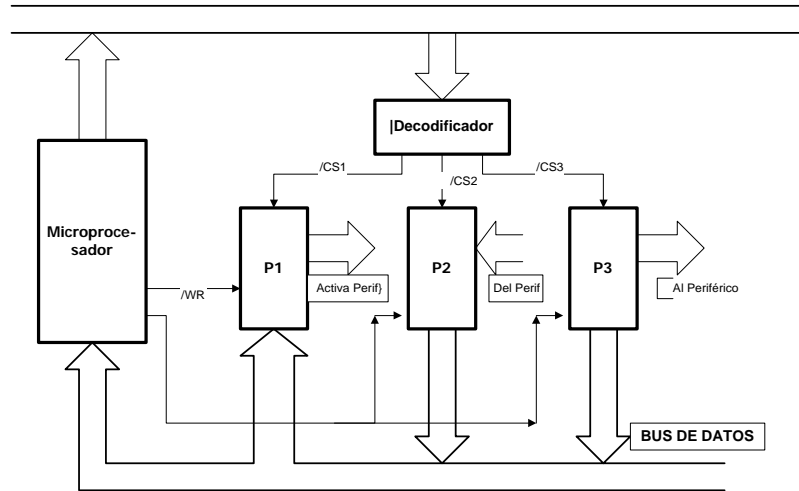 |Decodificador
/CS1
/CS2
/CS3
Microproce-
sador
P1
P2
P3
/WR
Activa Perif}
Del Perif
Al Periférico
BUS DE DATOS